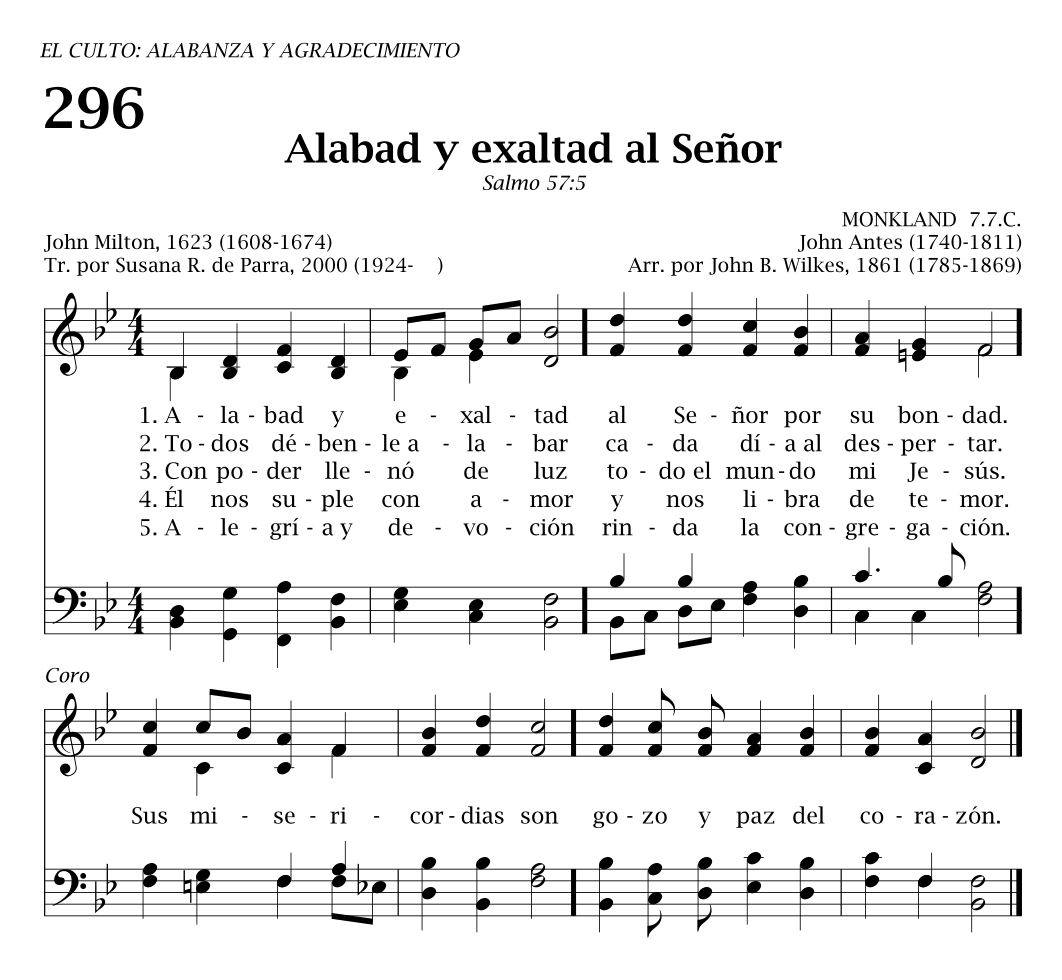 EL CULTO: ALABANZA Y AGRADECIMIENTO
296
Alabad y exaltad al Señor
Salmo 57:5
MONKLAND 7.7.C.
John Milton, 1623 (1608-1674)
John Antes (1740-1811)
Tr. por Susana R. de Parra, 2000 (1924- )
Arr. por John B. Wilkes, 1861 (1785-1869)
1. A - la - bad y e - xal - tad al Se - ñor por su bon - dad.
2. To - dos dé - ben - le a - la - bar ca - da dí - a al des - per - tar.
3. Con po - der lle - nó de luz to - do el mun - do mi Je - sús.
4. Él nos su - ple con a - mor y nos li - bra de te - mor.
5. A - le - grí - a y de - vo - ción rin - da la con - gre - ga - ción.
Coro
Sus mi - se - ri - cor - dias son go - zo y paz del co - ra - zón.